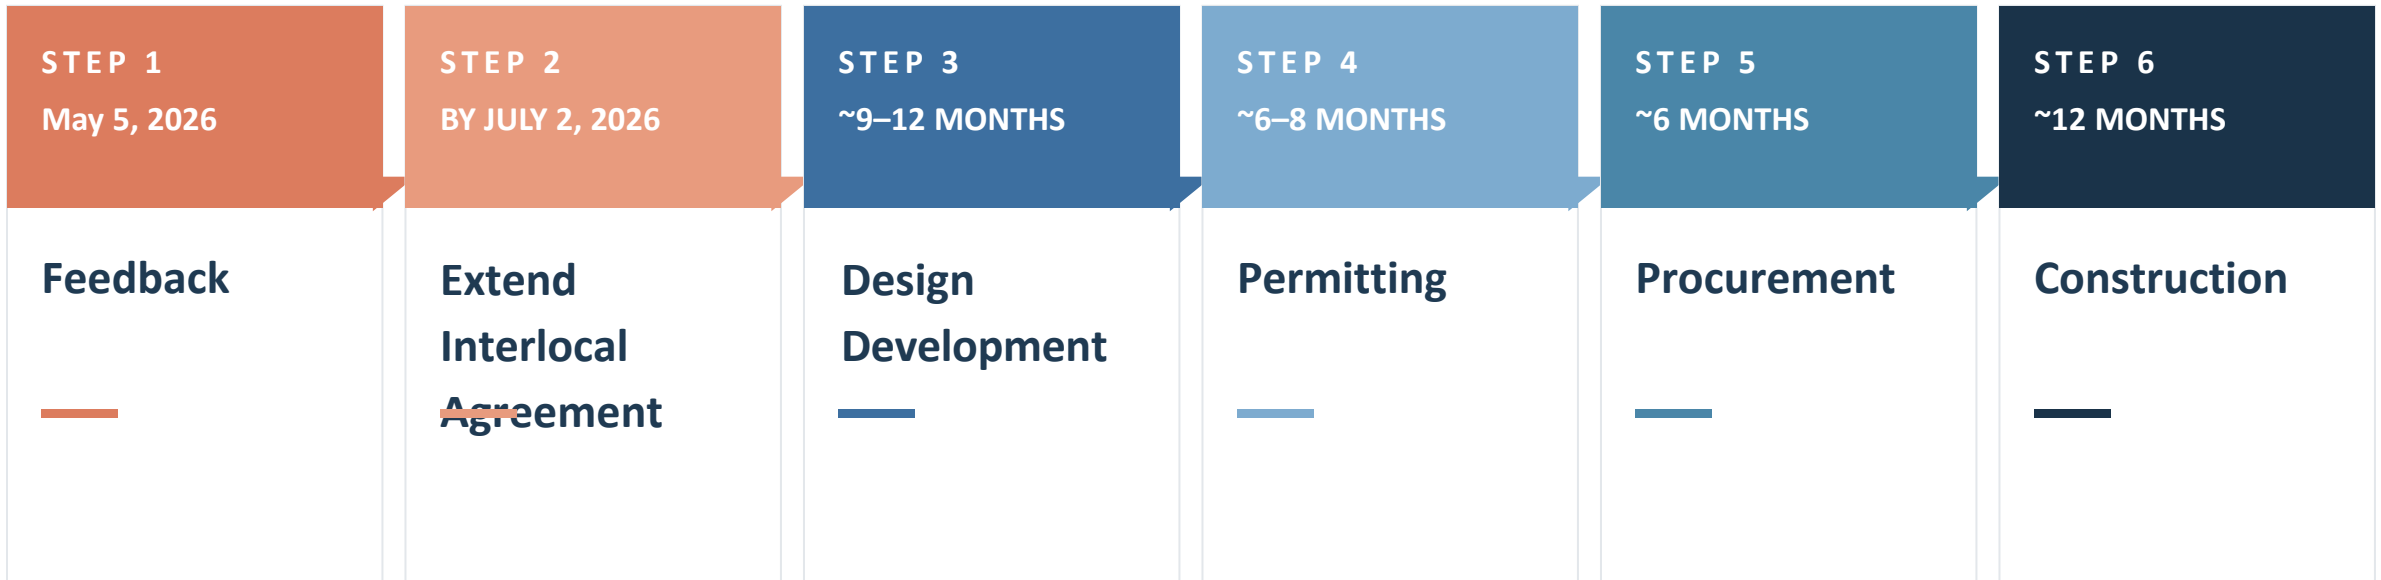 STEP 1
May 5, 2026
Feedback
STEP 2
BY JULY 2, 2026
Extend
Interlocal
Agreement
STEP 3
~9–12 MONTHS
Design
Development
STEP 4
~6–8 MONTHS
Permitting
STEP 5
~6 MONTHS
Procurement
STEP 6
~12 MONTHS
Construction